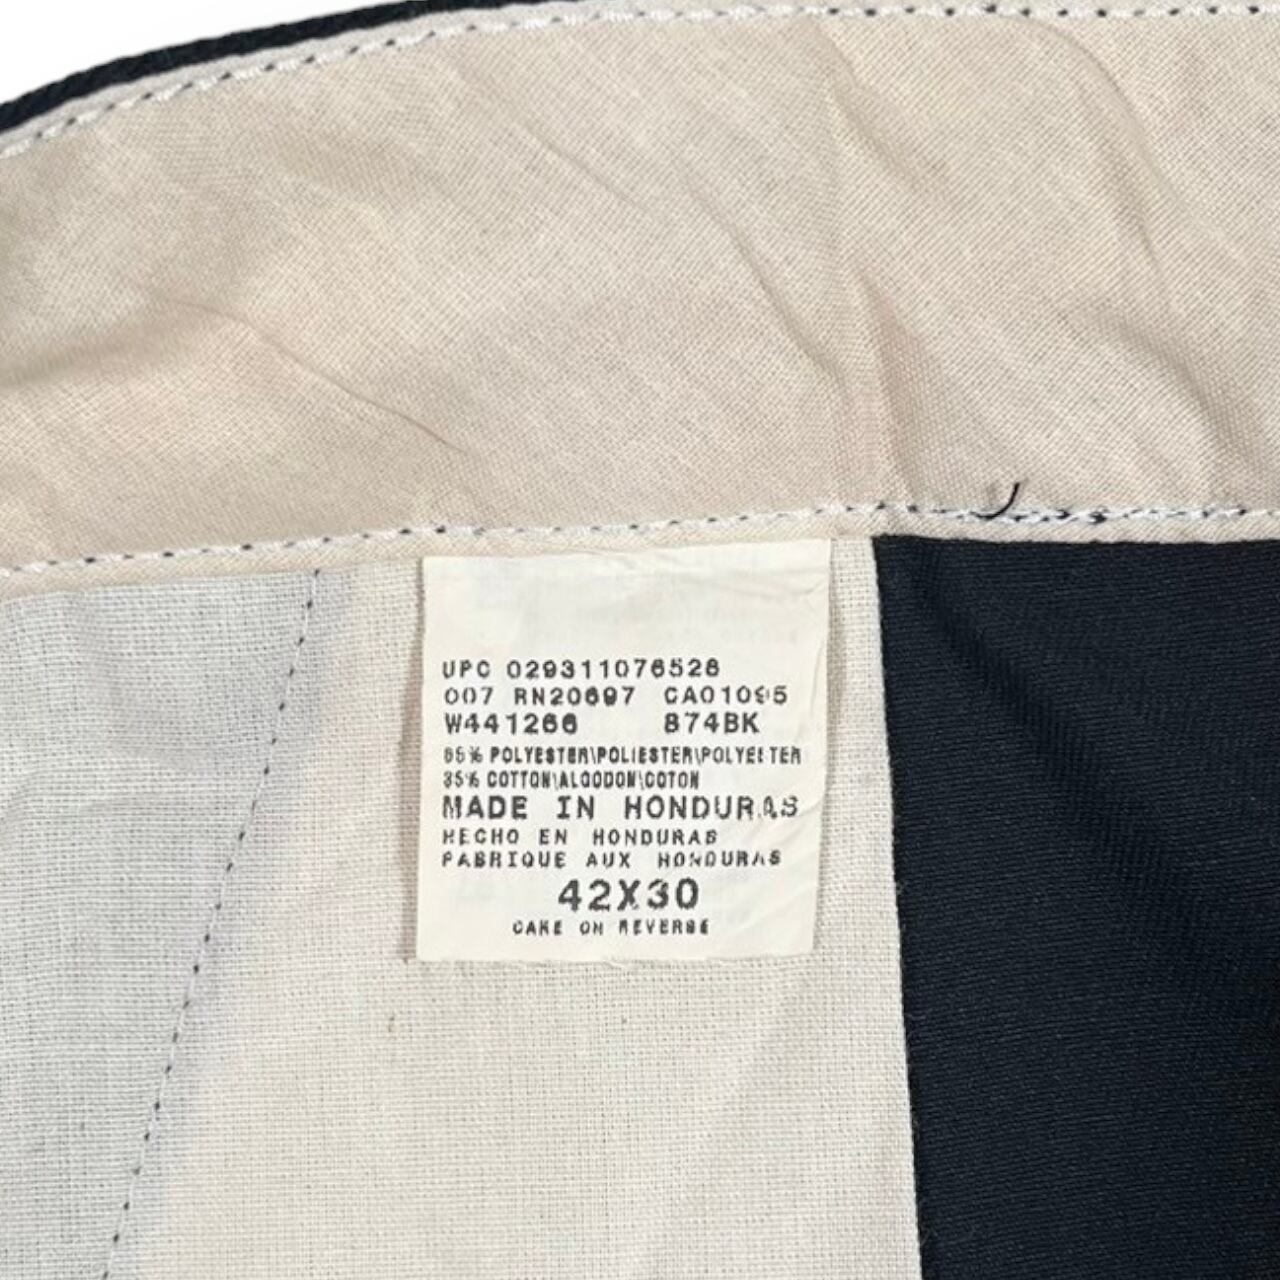 UPC 029311076528
007 RN20697 CA01095
W441266 874BK
65% POLYESTER\POLIESTER\POLYESTER
35% COTTON\ALGODON\COTON
MADE IN HONDURAS
HECHO EN HONDURAS
FABRIQUE AUX HONDURAS
42X30
CARE ON REVERSE